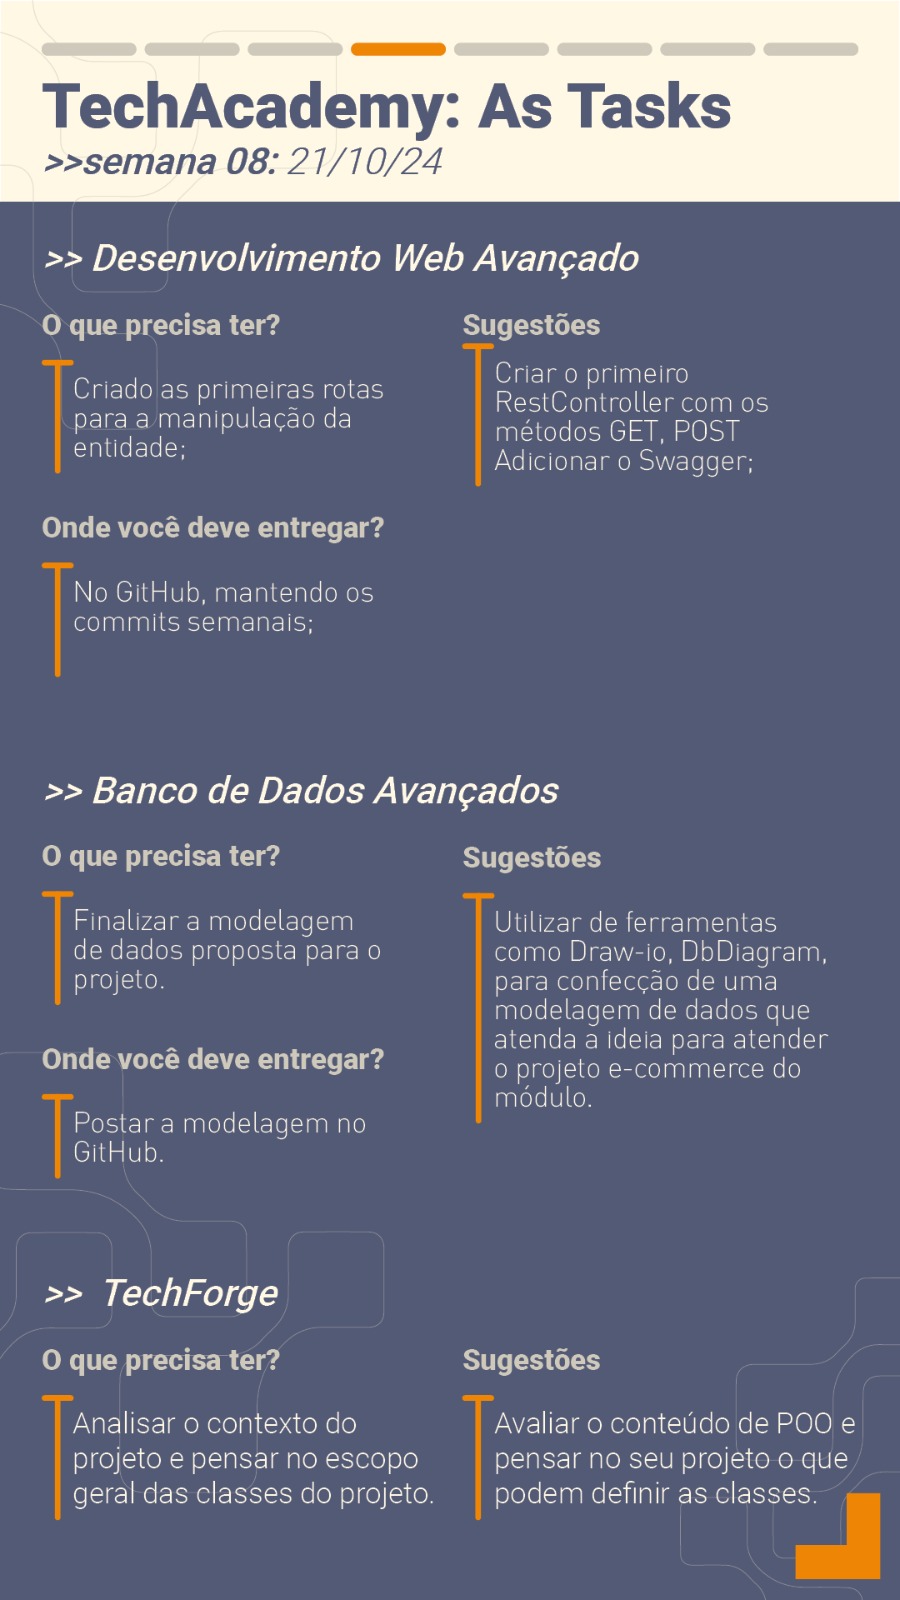 TechAcademy: As Tasks
>>semana 08: 21/10/24
>> Desenvolvimento Web Avançado
O que precisa ter?
Criado as primeiras rotas
para a manipulação da
entidade;
Sugestões
Criar o primeiro
RestController com os
métodos GET, POST
Adicionar o Swagger;
Onde você deve entregar?
No GitHub, mantendo os
commits semanais;
>> Banco de Dados Avançados
O que precisa ter?
Finalizar a modelagem
de dados proposta para o
projeto.
Sugestões
Utilizar de ferramentas
como Draw-io, DbDiagram,
para confecção de uma
modelagem de dados que
atenda a ideia para atender
o projeto e-commerce do
módulo.
Onde você deve entregar?
Postar a modelagem no
GitHub.
>> TechForge
O que precisa ter?
Analisar o contexto do
projeto e pensar no escopo
geral das classes do projeto.
Sugestões
Avaliar o conteúdo de POO e
pensar no seu projeto o que
podem definir as classes.